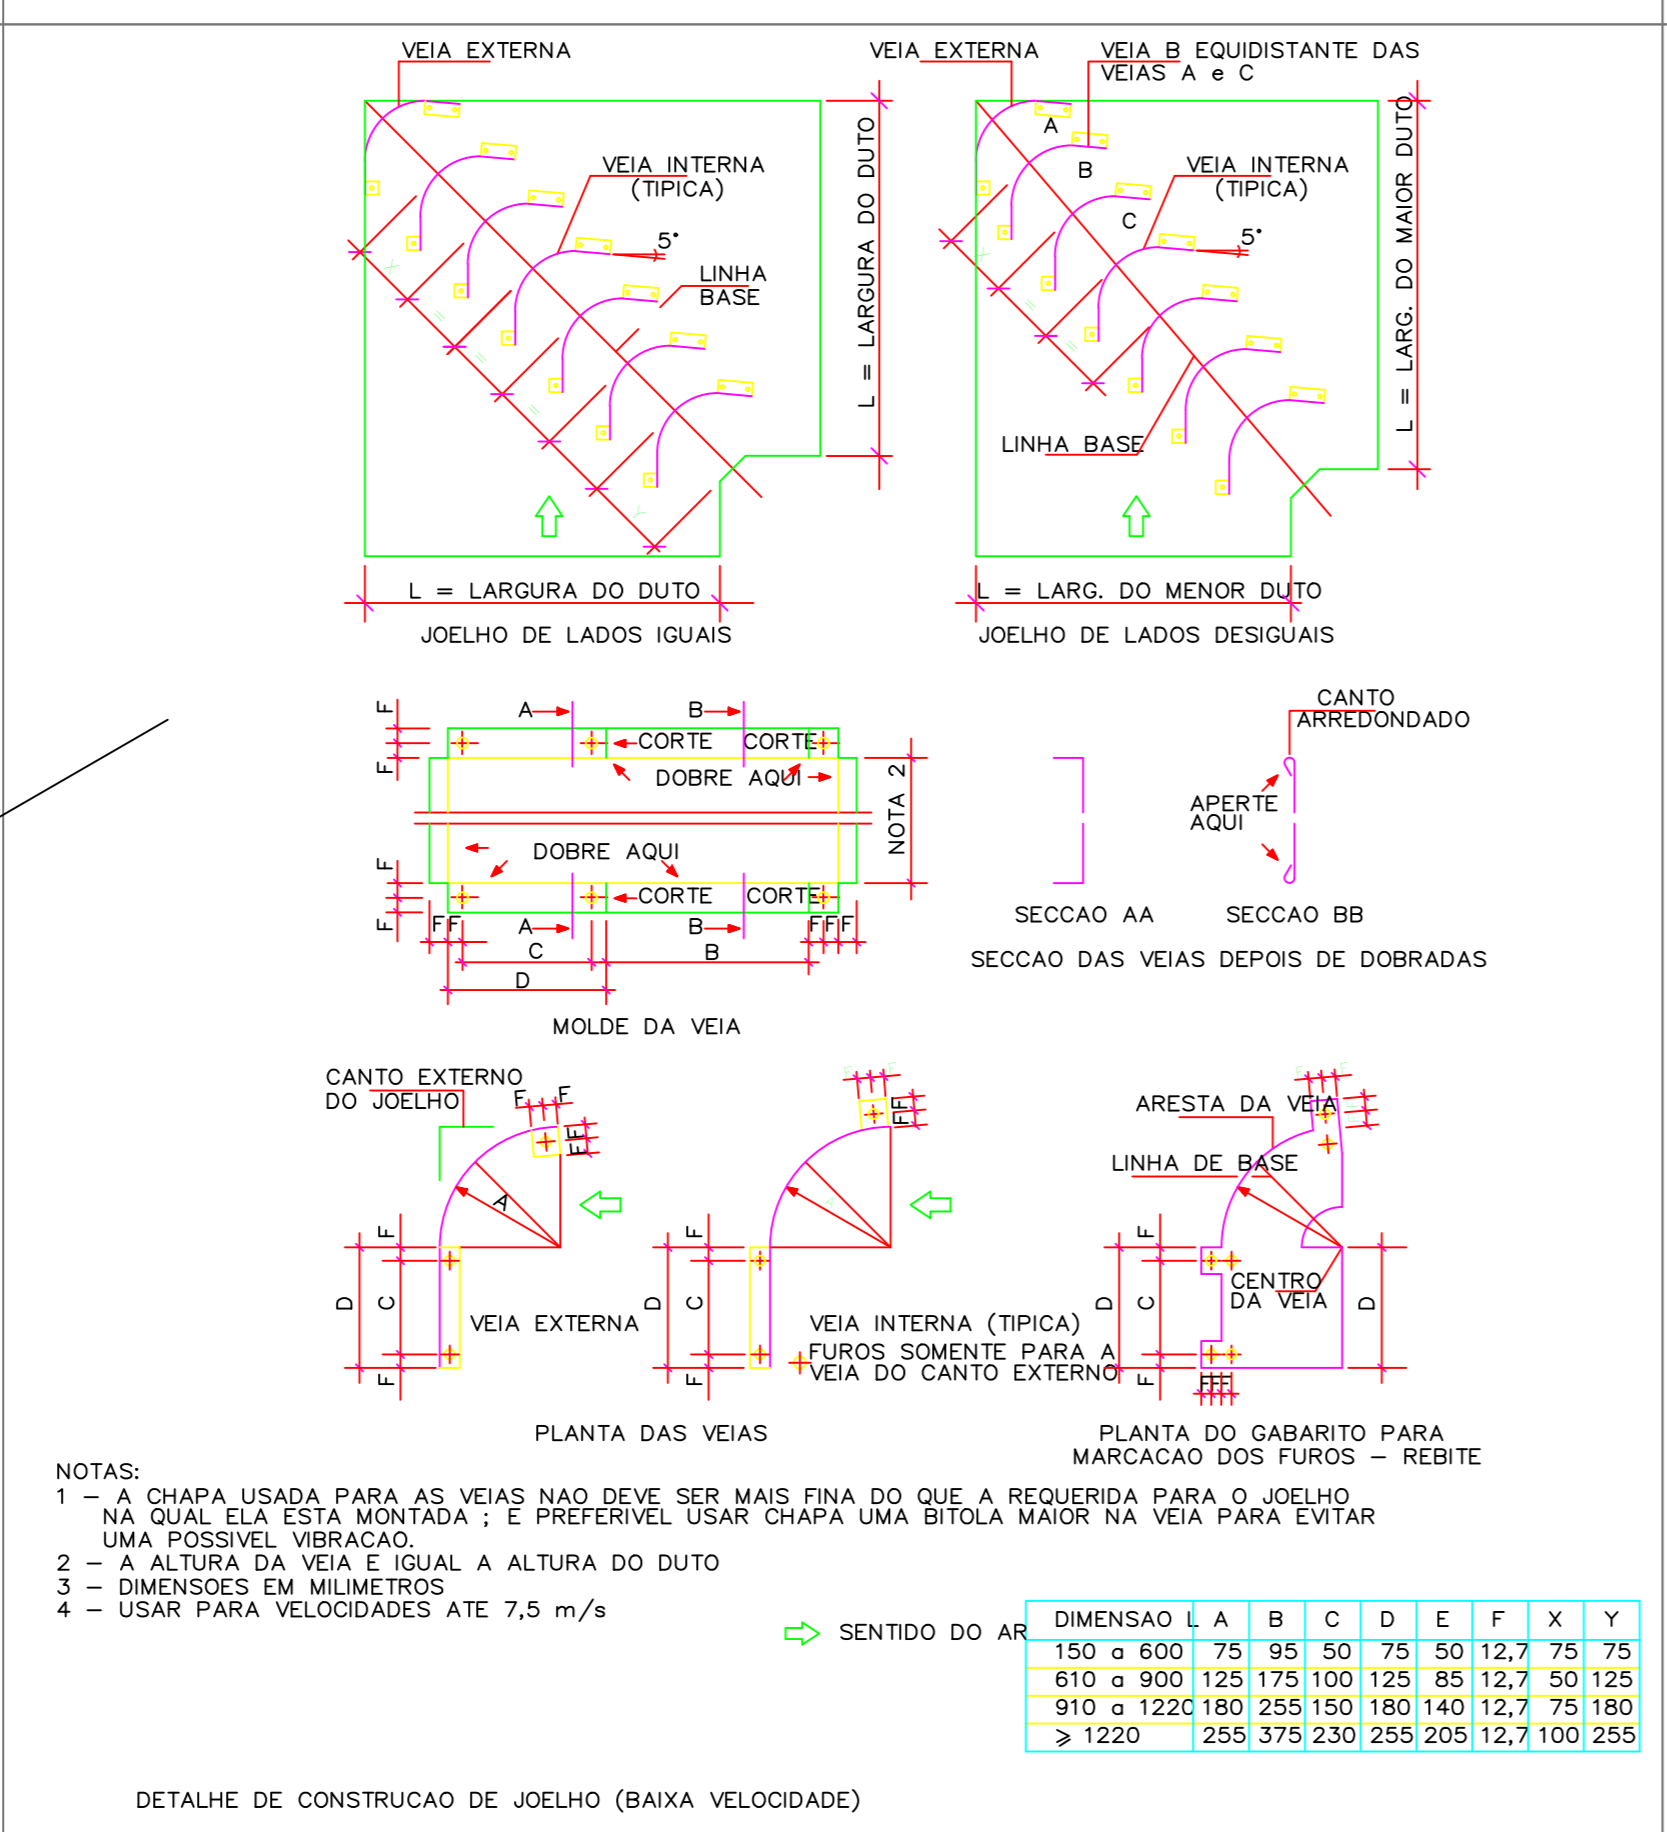 VEIA EXTERNA
VEIA INTERNA
(TIPICA)
5°
LINHA
BASE
L = LARGURA DO DUTO
X
=
=
=
Y
L = LARGURA DO DUTO
JOELHO DE LADOS IGUAIS
VEIA EXTERNA
VEIA B EQUIDISTANTE DAS
VEIAS A e C
A
B
C
VEIA INTERNA
(TIPICA)
5°
X
=
=
LINHA BASE
L = LARG. DO MAIOR DUTO
L = LARG. DO MENOR DUTO
JOELHO DE LADOS DESIGUAIS
F
F
A
B
CORTE
CORTE
DOBRE AQUI
NOTA 2
DOBRE AQUI
F
F
CORTE
CORTE
FF
A
B
FFF
C
B
D
MOLDE DA VEIA
CANTO
ARREDONDADO
APERTE
AQUI
SECCAO AA
SECCAO BB
SECCAO DAS VEIAS DEPOIS DE DOBRADAS
CANTO EXTERNO
DO JOELHO
F
F
F
F
A
F
D
C
F
VEIA EXTERNA
F
F
F
F
A
F
D
C
F
VEIA INTERNA (TIPICA)
FUROS SOMENTE PARA A
VEIA DO CANTO EXTERNO
PLANTA DAS VEIAS
F
F
ARESTA DA VEIA
LINHA DE BASE
F
D
C
F
CENTRO
DA VEIA
D
FFF
PLANTA DO GABARITO PARA
MARCACAO DOS FUROS – REBITE
NOTAS:
1 – A CHAPA USADA PARA AS VEIAS NAO DEVE SER MAIS FINA DO QUE A REQUERIDA PARA O JOELHO
NA QUAL ELA ESTA MONTADA ; E PREFERIVEL USAR CHAPA UMA BITOLA MAIOR NA VEIA PARA EVITAR
UMA POSSIVEL VIBRACAO.
2 – A ALTURA DA VEIA E IGUAL A ALTURA DO DUTO
3 – DIMENSOES EM MILIMETROS
4 – USAR PARA VELOCIDADES ATE 7,5 m/s
SENTIDO DO AR
DIMENSAO L A B C D E F X Y
150 a 600 75 95 50 75 50 12,7 75 75
610 a 900 125 175 100 125 85 12,7 50 125
910 a 1220 180 255 150 180 140 12,7 75 180
⩾ 1220 255 375 230 255 205 12,7 100 255
DETALHE DE CONSTRUCAO DE JOELHO (BAIXA VELOCIDADE)